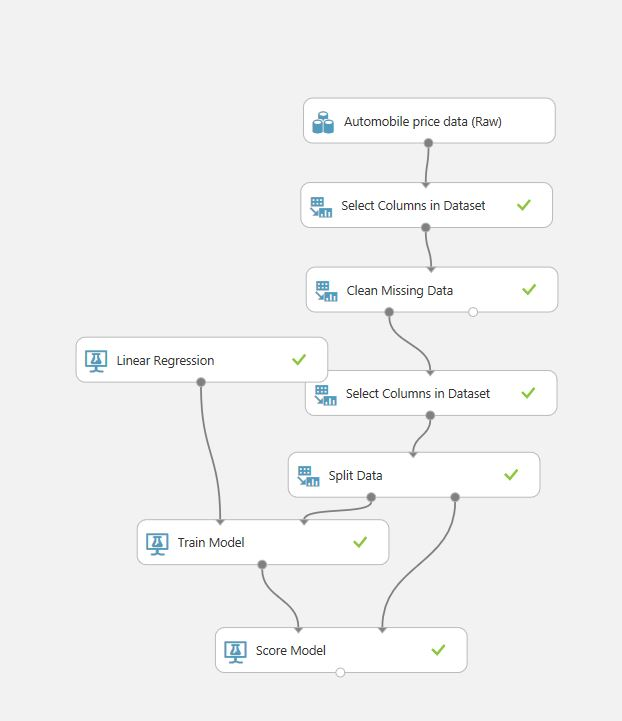 Automobile price data (Raw)
Select Columns in Dataset
Clean Missing Data
Linear Regression
Select Columns in Dataset
Split Data
Train Model
Score Model